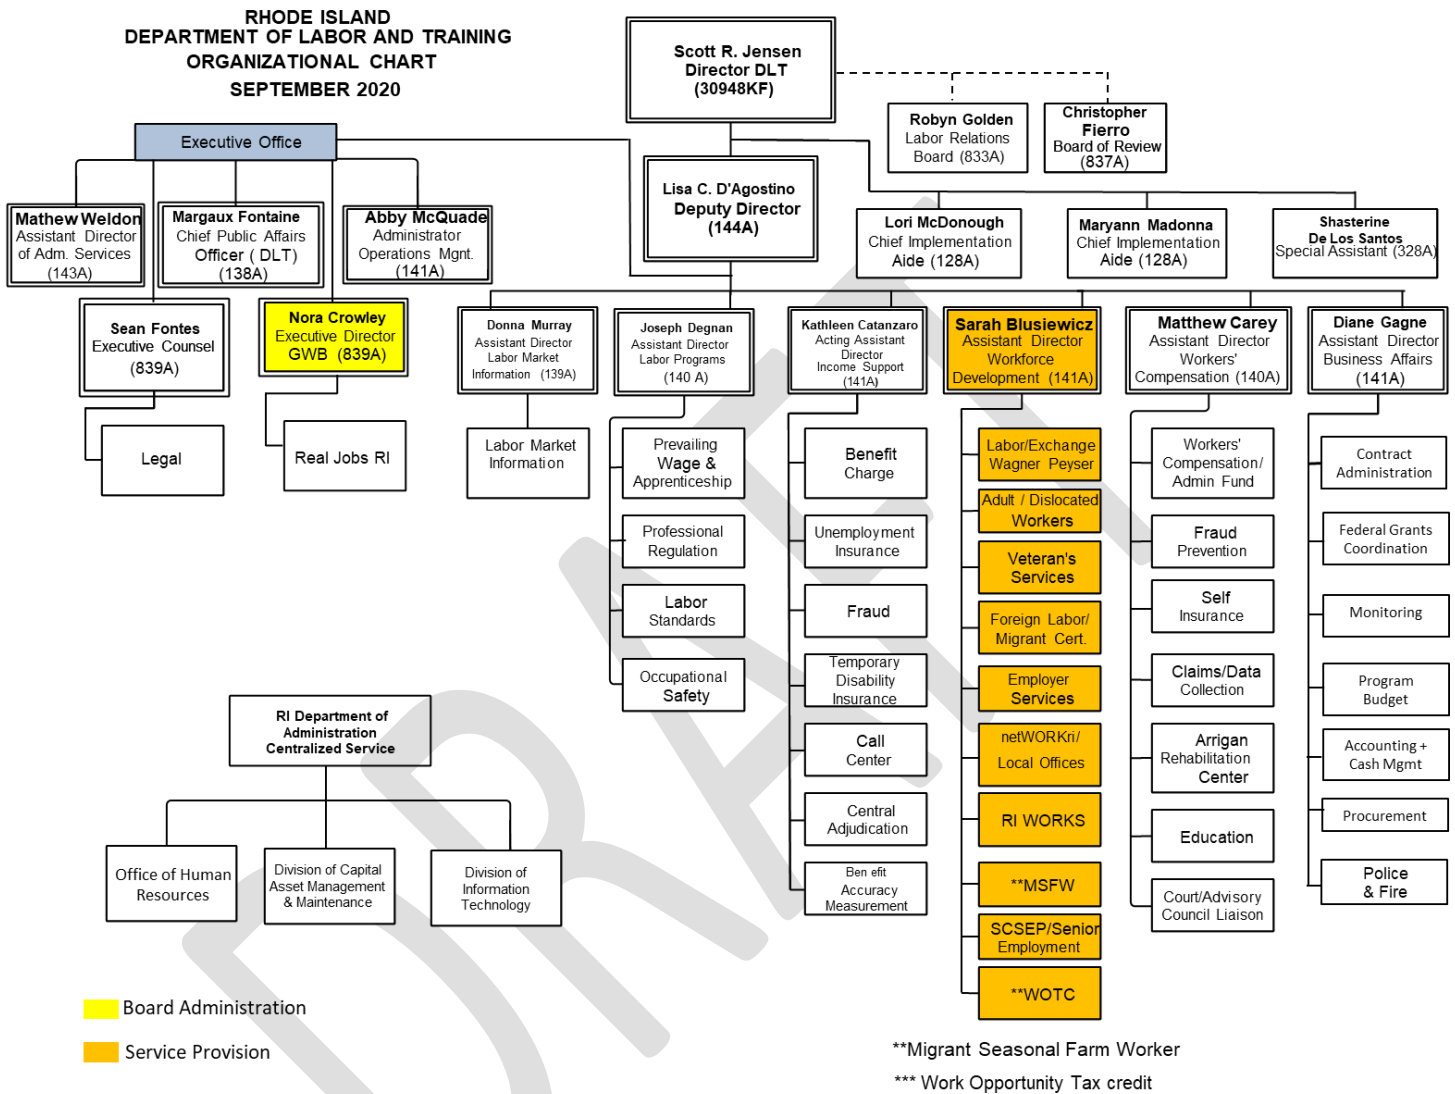 RHODE ISLAND
DEPARTMENT OF LABOR AND TRAINING
ORGANIZATIONAL CHART
SEPTEMBER 2020
Scott R. Jensen
Director DLT
(30948KF)
Robyn Golden
Labor Relations
Board (833A)
Christopher
Fierro
Board of Review
(837A)
Executive Office
Lisa C. D'Agostino
Deputy Director
(144A)
Mathew Weldon
Assistant Director
of Adm. Services
(143A)
Margaux Fontaine
Chief Public Affairs
Officer ( DLT)
(138A)
Abby McQuade
Administrator
Operations Mgnt.
(141A)
Lori McDonough
Chief Implementation
Aide (128A)
Maryann Madonna
Chief Implementation
Aide (128A)
Shasterine
De Los Santos
Special Assistant (328A)
Sean Fontes
Executive Counsel
(839A)
Nora Crowley
Executive Director
GWB (839A)
Donna Murray
Assistant Director
Labor Market
Information (139A)
Joseph Degnan
Assistant Director
Labor Programs
(140 A)
Kathleen Catanzaro
Acting Assistant
Director
Income Support
(141A)
Sarah Blusiewicz
Assistant Director
Workforce
Development (141A)
Matthew Carey
Assistant Director
Workers'
Compensation (140A)
Diane Gagne
Assistant Director
Business Affairs
(141A)
Legal
Real Jobs RI
Labor Market
Information
Prevailing
Wage &
Apprenticeship
Professional
Regulation
Labor
Standards
Occupational
Safety
Benefit
Charge
Unemployment
Insurance
Fraud
Temporary
Disability
Insurance
Call
Center
Central
Adjudication
Ben efit
Accuracy
Measurement
Labor/Exchange
Wagner Peyser
Adult / Dislocated
Workers
Veteran's
Services
Foreign Labor/
Migrant Cert.
Employer
Services
netWORKri/
Local Offices
RI WORKS
**MSFW
SCSEP/Senior
Employment
**WOTC
Workers'
Compensation/
Admin Fund
Fraud
Prevention
Self
Insurance
Claims/Data
Collection
Arrigan
Rehabilitation
Center
Education
Court/Advisory
Council Liaison
Contract
Administration
Federal Grants
Coordination
Monitoring
Program
Budget
Accounting +
Cash Mgmt
Procurement
Police
& Fire
RI Department of
Administration
Centralized Service
Office of Human
Resources
Division of Capital
Asset Management
& Maintenance
Division of
Information
Technology
Board Administration
Service Provision
**Migrant Seasonal Farm Worker
*** Work Opportunity Tax credit
DRAFT